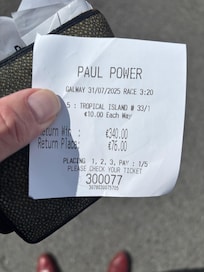 PAUL POWER
GALWAY 31/07/2025 RACE 3:20
5 : TROPICAL ISLAND @ 33/1
€10.00 Each Way
Return Win : €340.00
Return Place: €76.00
PLACING 1, 2, 3, PAY : 1/5
PLEASE CHECK YOUR TICKET
300077